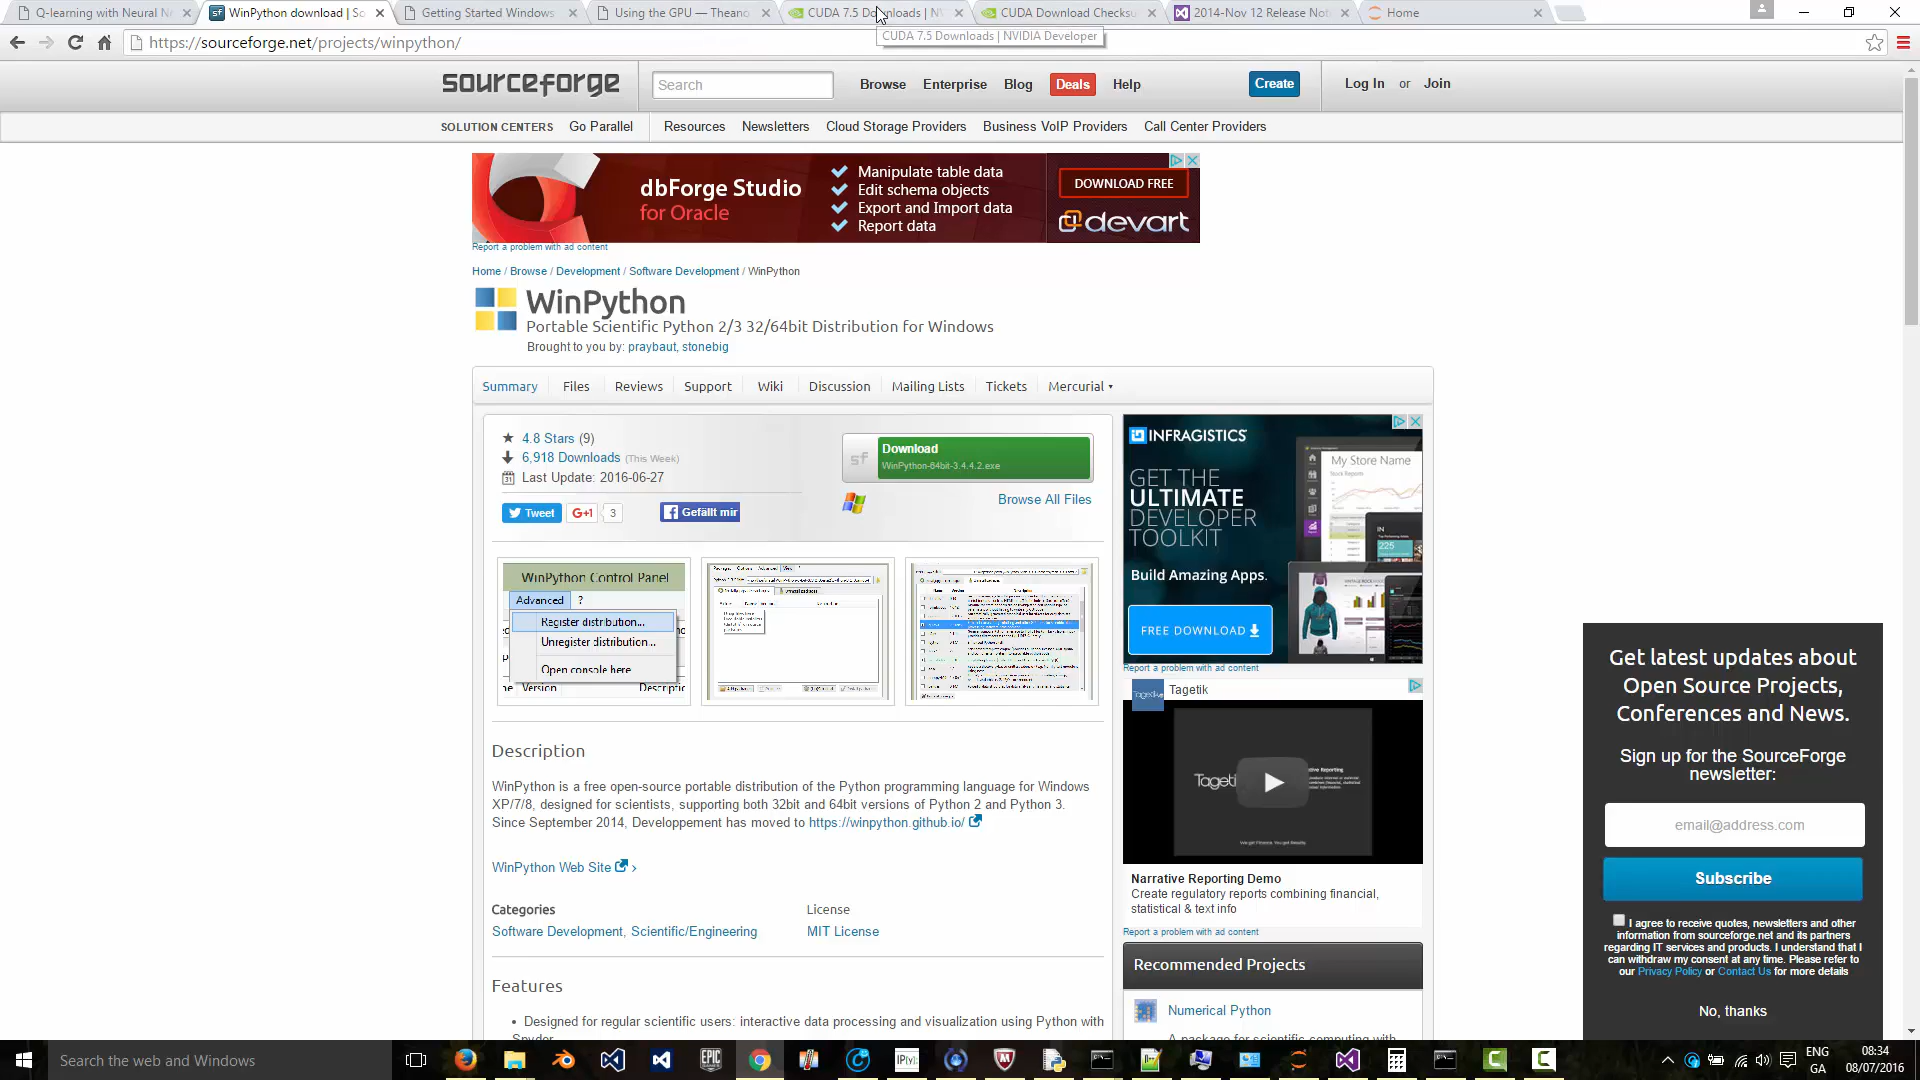 Q-learning with Neural N
WinPython download | So
Getting Started Windows
Using the GPU — Theano
CUDA 7.5 Downloads | NV
CUDA Download Checksu
2014-Nov 12 Release Not
Home
https://sourceforge.net/projects/winpython/
CUDA 7.5 Downloads | NVIDIA Developer
sourceforge
Search
Browse
Enterprise
Blog
Deals
Help
Create
Log In or Join
SOLUTION CENTERS
Go Parallel
Resources
Newsletters
Cloud Storage Providers
Business VoIP Providers
Call Center Providers
dbForge Studio
for Oracle
Manipulate table data
Edit schema objects
Export and Import data
Report data
DOWNLOAD FREE
devart
Report a problem with ad content
Home / Browse / Development / Software Development / WinPython
WinPython
Portable Scientific Python 2/3 32/64bit Distribution for Windows
Brought to you by: praybaut, stonebig
Summary
Files
Reviews
Support
Wiki
Discussion
Mailing Lists
Tickets
Mercurial
4.8 Stars (9)
6,918 Downloads (This Week)
Last Update: 2016-06-27
Tweet
G+1
3
Gefällt mir
sf
Download
WinPython-64bit-3.4.4.2.exe
Browse All Files
WinPython Control Panel
Advanced ?
Register distribution...
Unregister distribution...
Open console here
Version
Descriptic
INFRAGISTICS
GET THE
ULTIMATE
DEVELOPER
TOOLKIT
Build Amazing Apps.
FREE DOWNLOAD
My Store Name
Report a problem with ad content
Tagetik
Narrative Reporting Demo
Create regulatory reports combining financial,
statistical & text info
Report a problem with ad content
Description
WinPython is a free open-source portable distribution of the Python programming language for Windows
XP/7/8, designed for scientists, supporting both 32bit and 64bit versions of Python 2 and Python 3.
Since September 2014, Developpement has moved to https://winpython.github.io/
WinPython Web Site ›
Categories
Software Development, Scientific/Engineering
License
MIT License
Features
• Designed for regular scientific users: interactive data processing and visualization using Python with
Spyder
Recommended Projects
Numerical Python
A package for scientific computing with
Get latest updates about
Open Source Projects,
Conferences and News.
Sign up for the SourceForge
newsletter:
email@address.com
Subscribe
I agree to receive quotes, newsletters and other
information from sourceforge.net and its partners
regarding IT services and products. I understand that I
can withdraw my consent at any time. Please refer to
our Privacy Policy or Contact Us for more details
No, thanks
Search the web and Windows
EPIC
IP[y]:
ENG
GA
08:34
08/07/2016